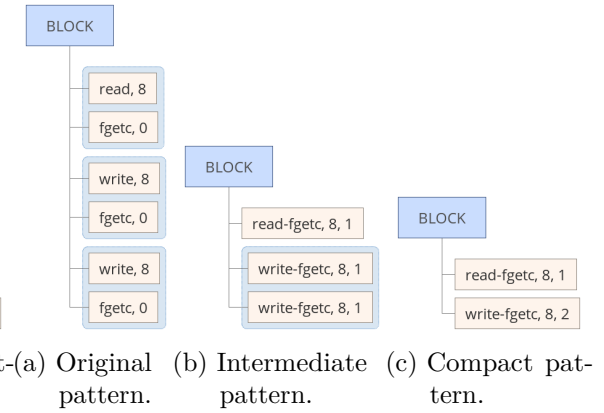 BLOCK
read, 8
fgetc, 0
write, 8
fgetc, 0
write, 8
fgetc, 0
BLOCK
read-fgetc, 8, 1
write-fgetc, 8, 1
write-fgetc, 8, 1
BLOCK
read-fgetc, 8, 1
write-fgetc, 8, 2
t-
(a) Original
pattern.
(b) Intermediate
pattern.
(c) Compact pat-
tern.